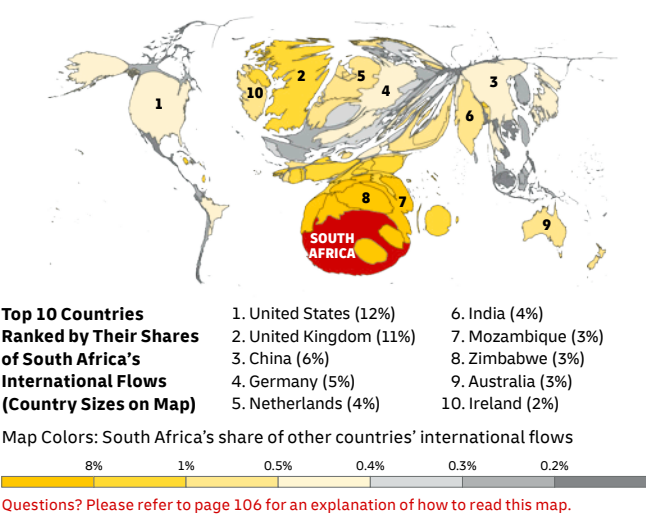 10
2
5
4
3
1
6
8
7
SOUTH
AFRICA
9
Top 10 Countries
Ranked by Their Shares
of South Africa's
International Flows
(Country Sizes on Map)
1. United States (12%)
2. United Kingdom (11%)
3. China (6%)
4. Germany (5%)
5. Netherlands (4%)
6. India (4%)
7. Mozambique (3%)
8. Zimbabwe (3%)
9. Australia (3%)
10. Ireland (2%)
Map Colors: South Africa's share of other countries' international flows
8% 1% 0.5% 0.4% 0.3% 0.2%
Questions? Please refer to page 106 for an explanation of how to read this map.